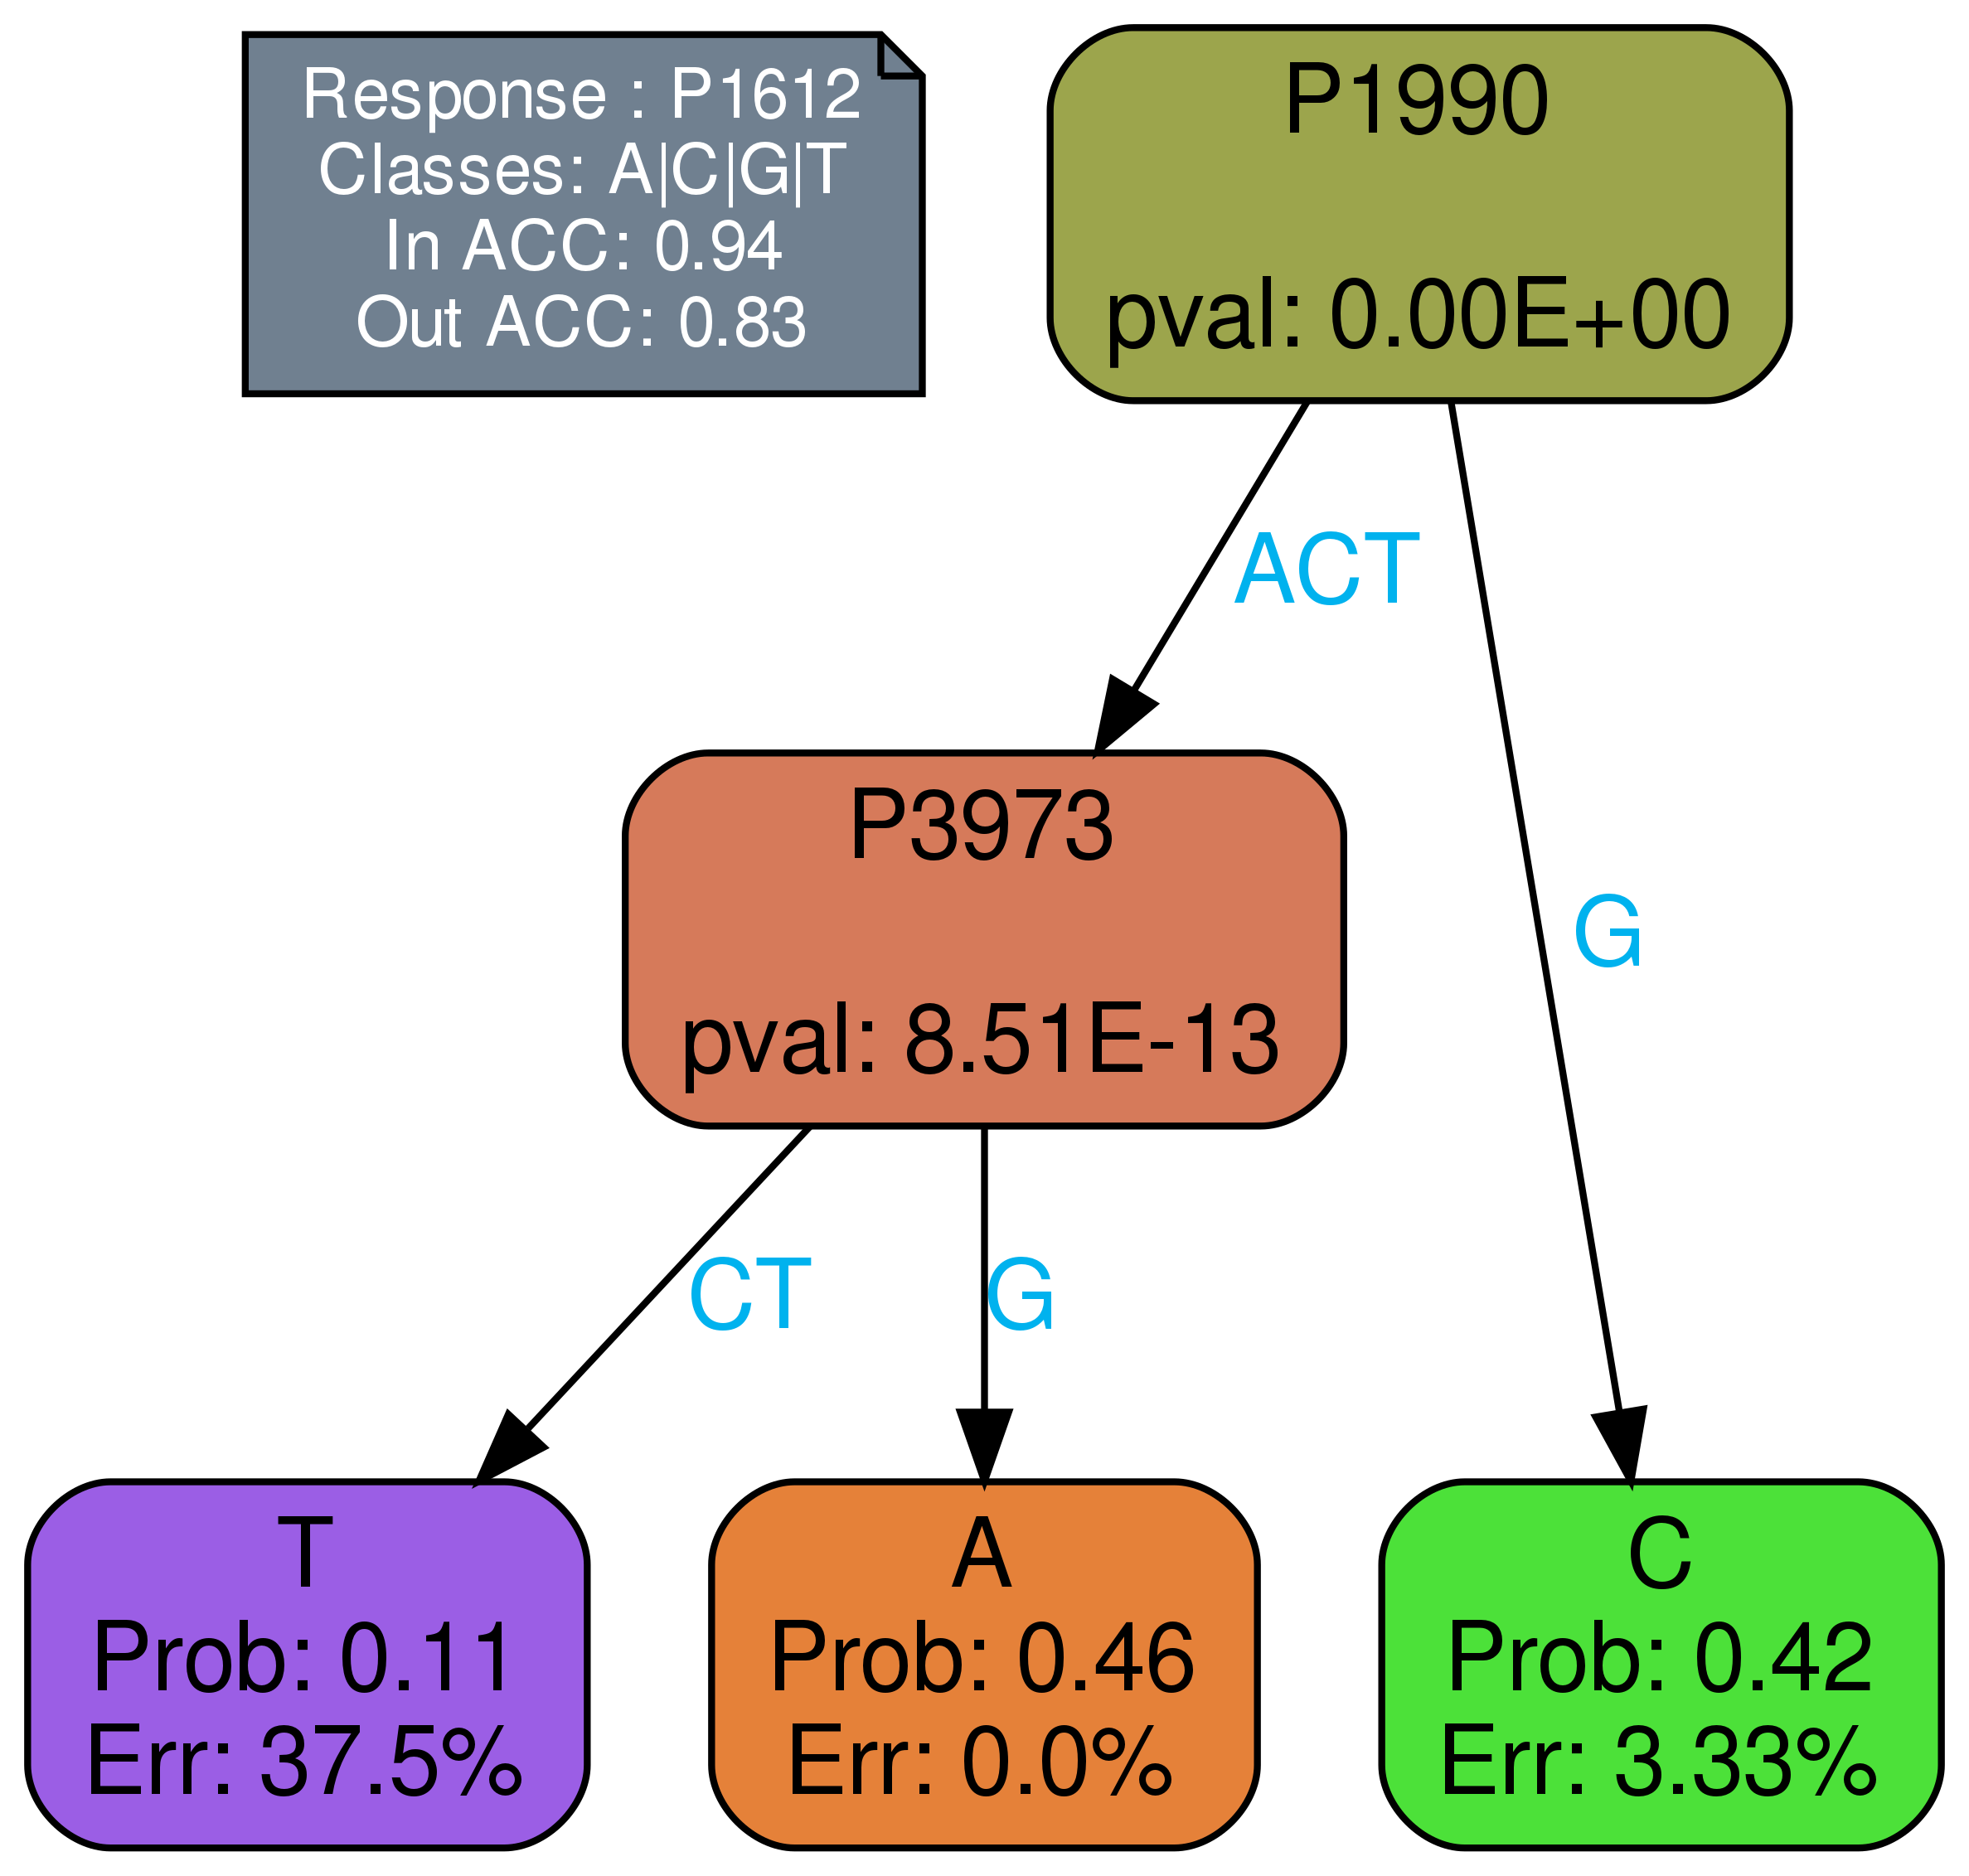 Response : P1612
Classes: A|C|G|T
In ACC: 0.94
Out ACC: 0.83
P1990
pval: 0.00E+00
ACT
G
P3973
pval: 8.51E-13
CT
G
T
Prob: 0.11
Err: 37.5%
A
Prob: 0.46
Err: 0.0%
C
Prob: 0.42
Err: 3.33%